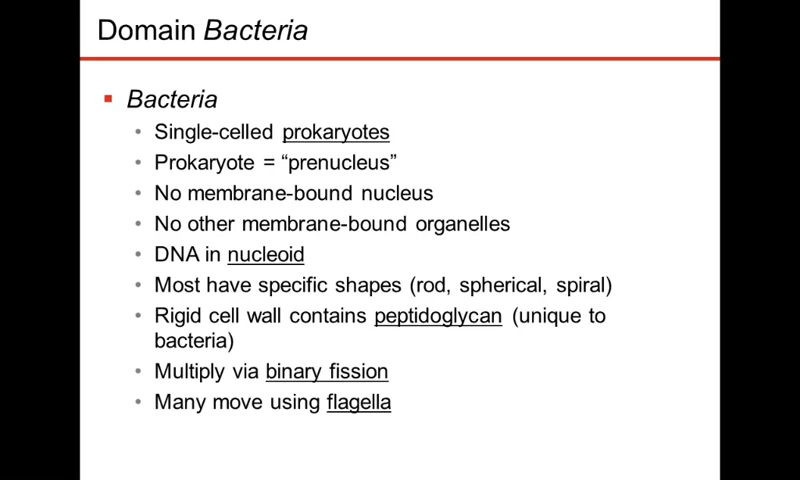 Domain Bacteria
Bacteria
Single-celled prokaryotes
Prokaryote = “prenucleus”
No membrane-bound nucleus
No other membrane-bound organelles
DNA in nucleoid
Most have specific shapes (rod, spherical, spiral)
Rigid cell wall contains peptidoglycan (unique to
bacteria)
Multiply via binary fission
Many move using flagella